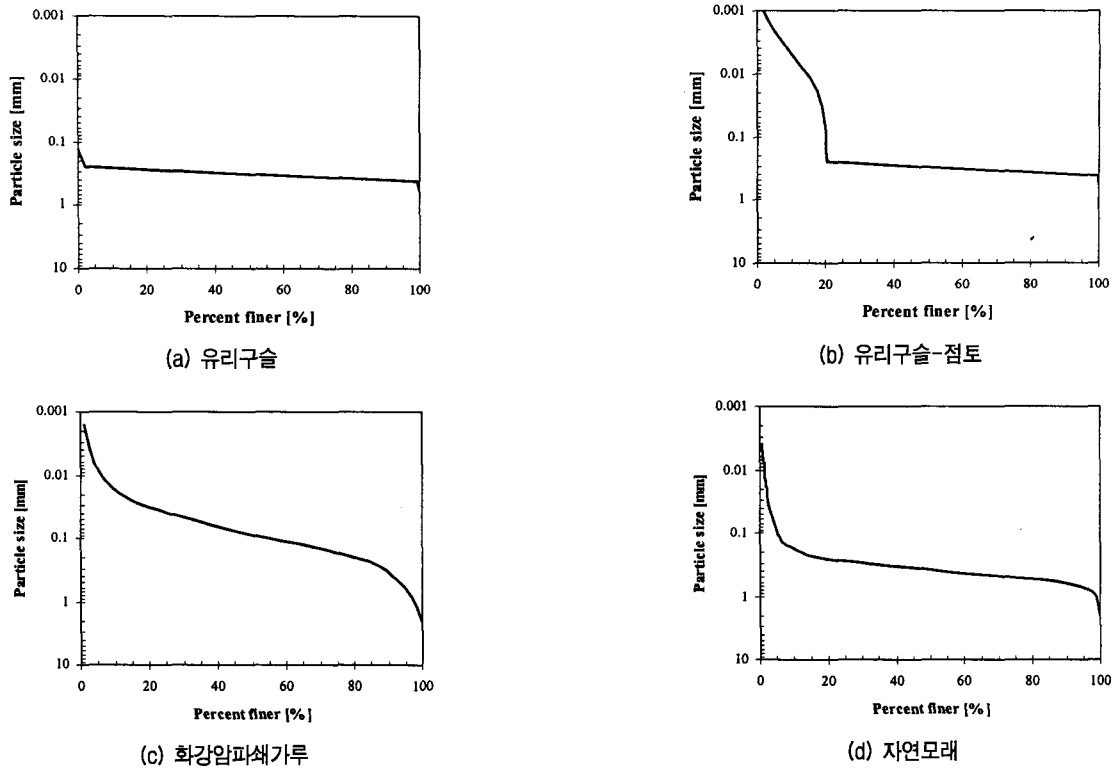 0.001
0.01
0.1
1
10
Particle size [mm]
0 20 40 60 80 100
Percent finer [%]
(a) 유리구슬
0.001
0.01
0.1
1
10
Particle size [mm]
0 20 40 60 80 100
Percent finer [%]
(b) 유리구슬-점토
0.001
0.01
0.1
1
10
Particle size [mm]
0 20 40 60 80 100
Percent finer [%]
(c) 화강암파쇄가루
0.001
0.01
0.1
1
10
Particle size [mm]
0 20 40 60 80 100
Percent finer [%]
(d) 자연모래